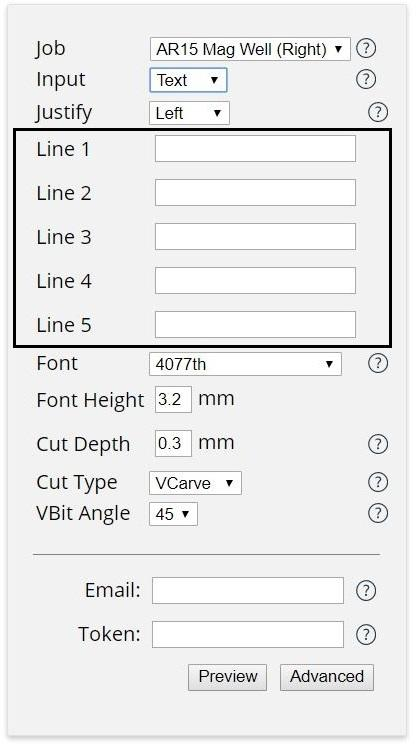 Job AR15 Mag Well (Right) ?
Input Text ?
Justify Left ?
Line 1
Line 2
Line 3
Line 4
Line 5
Font 4077th ?
Font Height 3.2 mm
Cut Depth 0.3 mm ?
Cut Type VCarve ?
VBit Angle 45 ?
Email: ?
Token: ?
Preview Advanced